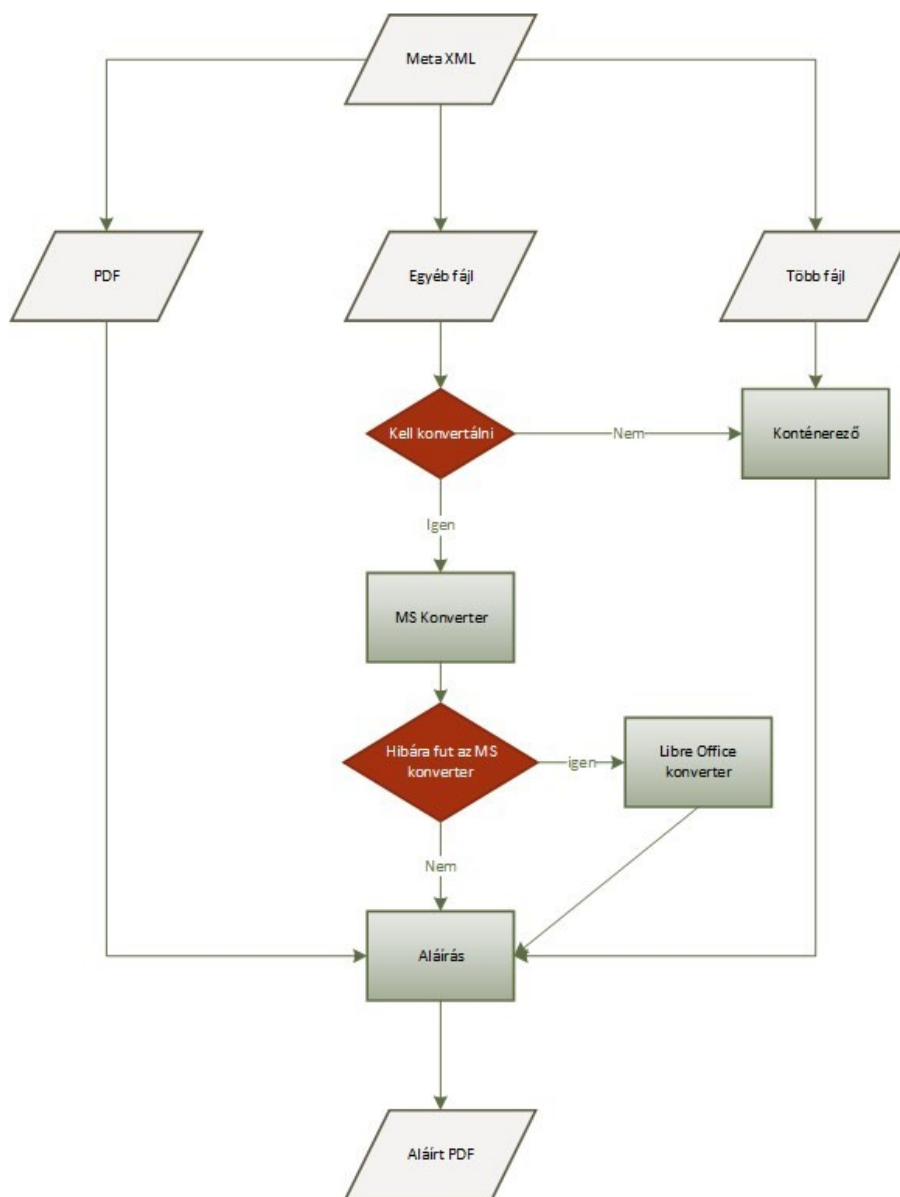 Meta XML
PDF
Egyéb fájl
Több fájl
Kell konvertálni
Nem
Konténerező
Igen
MS Konverter
Hibára fut az MS
konverter
igen
Libre Office
konverter
Nem
Aláírás
Aláírt PDF